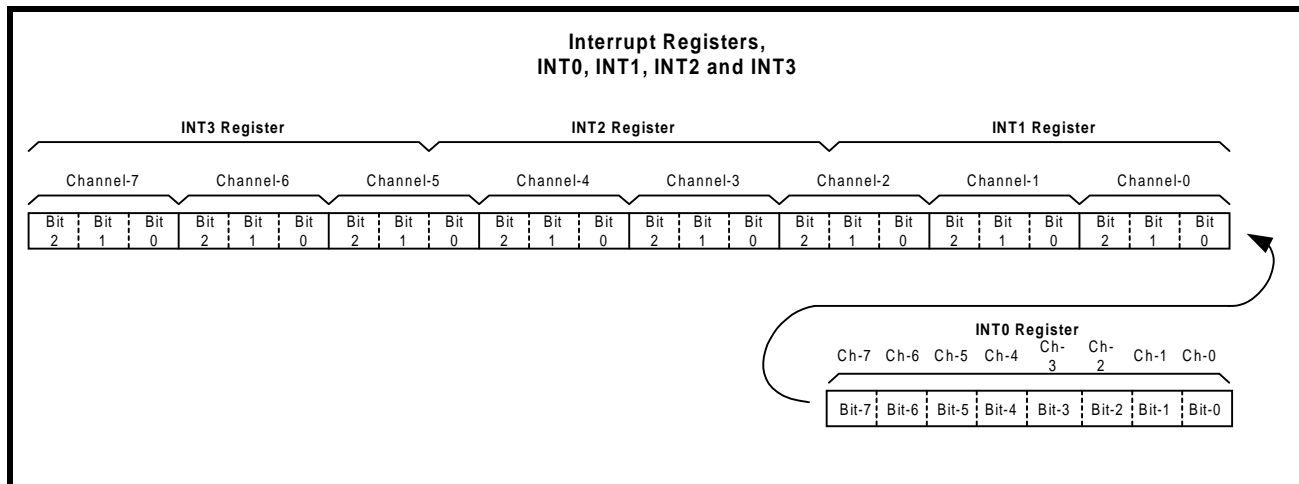 Interrupt Registers,
INT0, INT1, INT2 and INT3
INT3 Register INT2 Register INT1 Register
Channel-7 Channel-6 Channel-5 Channel-4 Channel-3 Channel-2 Channel-1 Channel-0
Bit Bit Bit Bit Bit Bit Bit Bit Bit Bit Bit Bit Bit Bit Bit Bit Bit Bit Bit Bit Bit Bit Bit Bit
2 1 0 2 1 0 2 1 0 2 1 0 2 1 0 2 1 0 2 1 0 2 1 0
INT0 Register
Ch-7 Ch-6 Ch-5 Ch-4 Ch- Ch- Ch-1 Ch-0
3 2
Bit-7 Bit-6 Bit-5 Bit-4 Bit-3 Bit-2 Bit-1 Bit-0